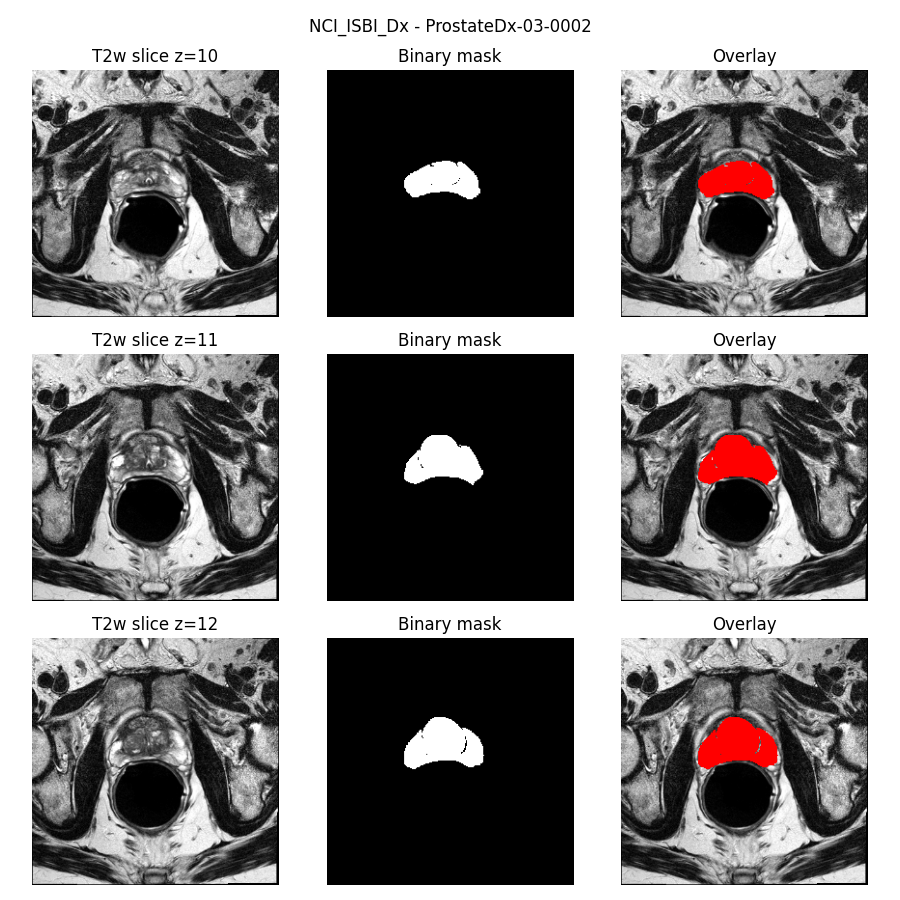 NCI_ISBI_Dx - ProstateDx-03-0002
T2w slice z=10
Binary mask
Overlay
T2w slice z=11
Binary mask
Overlay
T2w slice z=12
Binary mask
Overlay